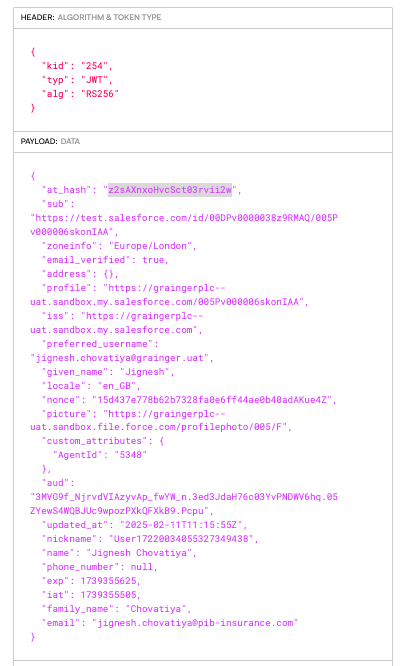 HEADER: ALGORITHM & TOKEN TYPE
{
"kid": "254",
"typ": "JWT",
"alg": "RS256"
}
PAYLOAD: DATA
{
"at_hash": "z2sAXnxoHvcSct03rvii2w",
"sub":
"https://test.salesforce.com/id/00DPv0000038z9RMAQ/005P
v000006skonIAA",
"zoneinfo": "Europe/London",
"email_verified": true,
"address": {},
"profile": "https://graingerplc--
uat.sandbox.my.salesforce.com/005Pv000006skonIAA",
"iss": "https://graingerplc--
uat.sandbox.my.salesforce.com",
"preferred_username":
"jignesh.chovatiya@grainger.uat",
"given_name": "Jignesh",
"locale": "en_GB",
"nonce": "15d437e778b62b7328fa0e6ff44ae0b40adAKue4Z",
"picture": "https://graingerplc--
uat.sandbox.file.force.com/profilephoto/005/F",
"custom_attributes": {
"AgentId": "5348"
},
"aud":
"3MVG9f_NjrvdVIAzyvAp_fwYW_n.3ed3JdaH76c03YvPNDWV6hq.05
ZYewS4WQBJUc9wpozPXkQFXkB9.Pcpu",
"updated_at": "2025-02-11T11:15:55Z",
"nickname": "User17220034055327349438",
"name": "Jignesh Chovatiya",
"phone_number": null,
"exp": 1739355625,
"iat": 1739355505,
"family_name": "Chovatiya",
"email": "jignesh.chovatiya@pib-insurance.com"
}